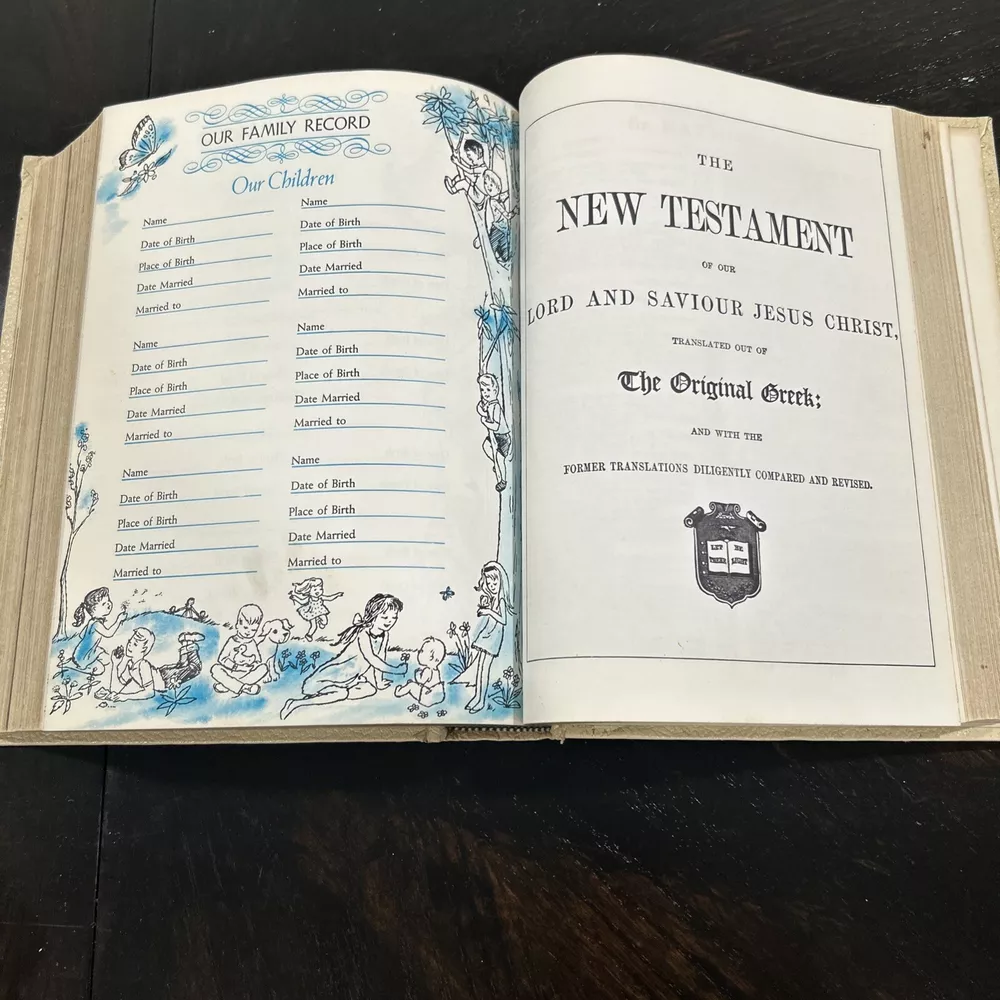 OUR FAMILY RECORD
Our Children
Name
Date of Birth
Place of Birth
Date Married
Married to
Name
Date of Birth
Place of Birth
Date Married
Married to
Name
Date of Birth
Place of Birth
Date Married
Married to
Name
Date of Birth
Place of Birth
Date Married
Married to
Name
Date of Birth
Place of Birth
Date Married
Married to
Name
Date of Birth
Place of Birth
Date Married
Married to
THE
NEW TESTAMENT
OF OUR
LORD AND SAVIOUR JESUS CHRIST,
TRANSLATED OUT OF
The Original Greek;
AND WITH THE
FORMER TRANSLATIONS DILIGENTLY COMPARED AND REVISED.
LET BE
THERE LIGHT